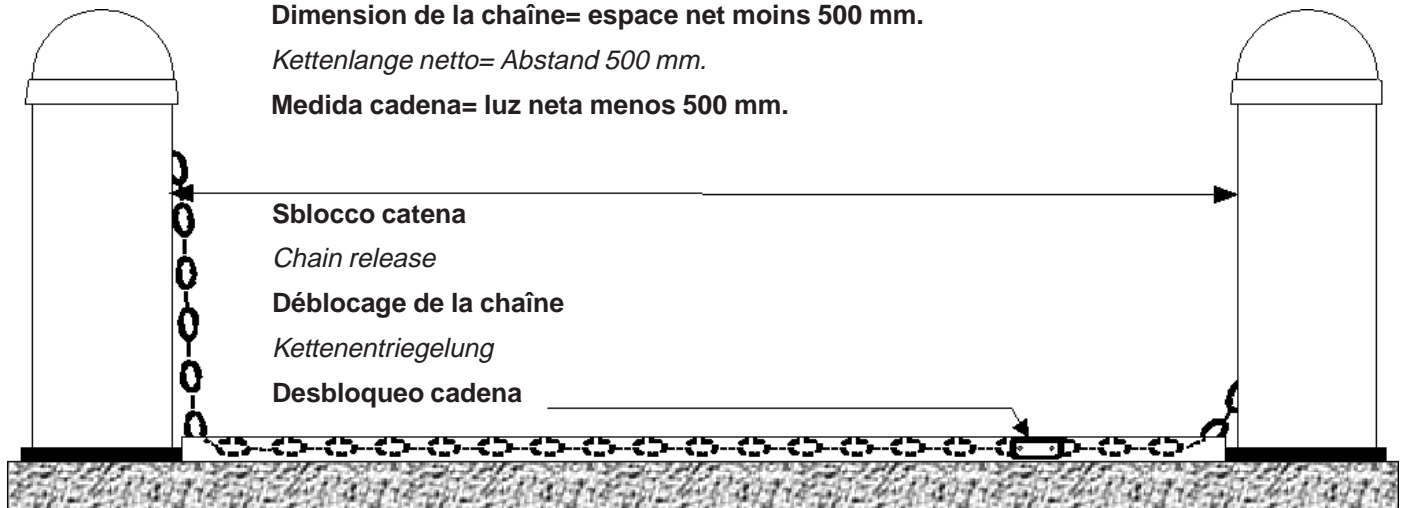 Dimension de la chaîne= espace net moins 500 mm.
Kettenlange netto= Abstand 500 mm.
Medida cadena= luz neta menos 500 mm.
Sblocco catena
Chain release
Déblocage de la chaîne
Kettenentriegelung
Desbloqueo cadena